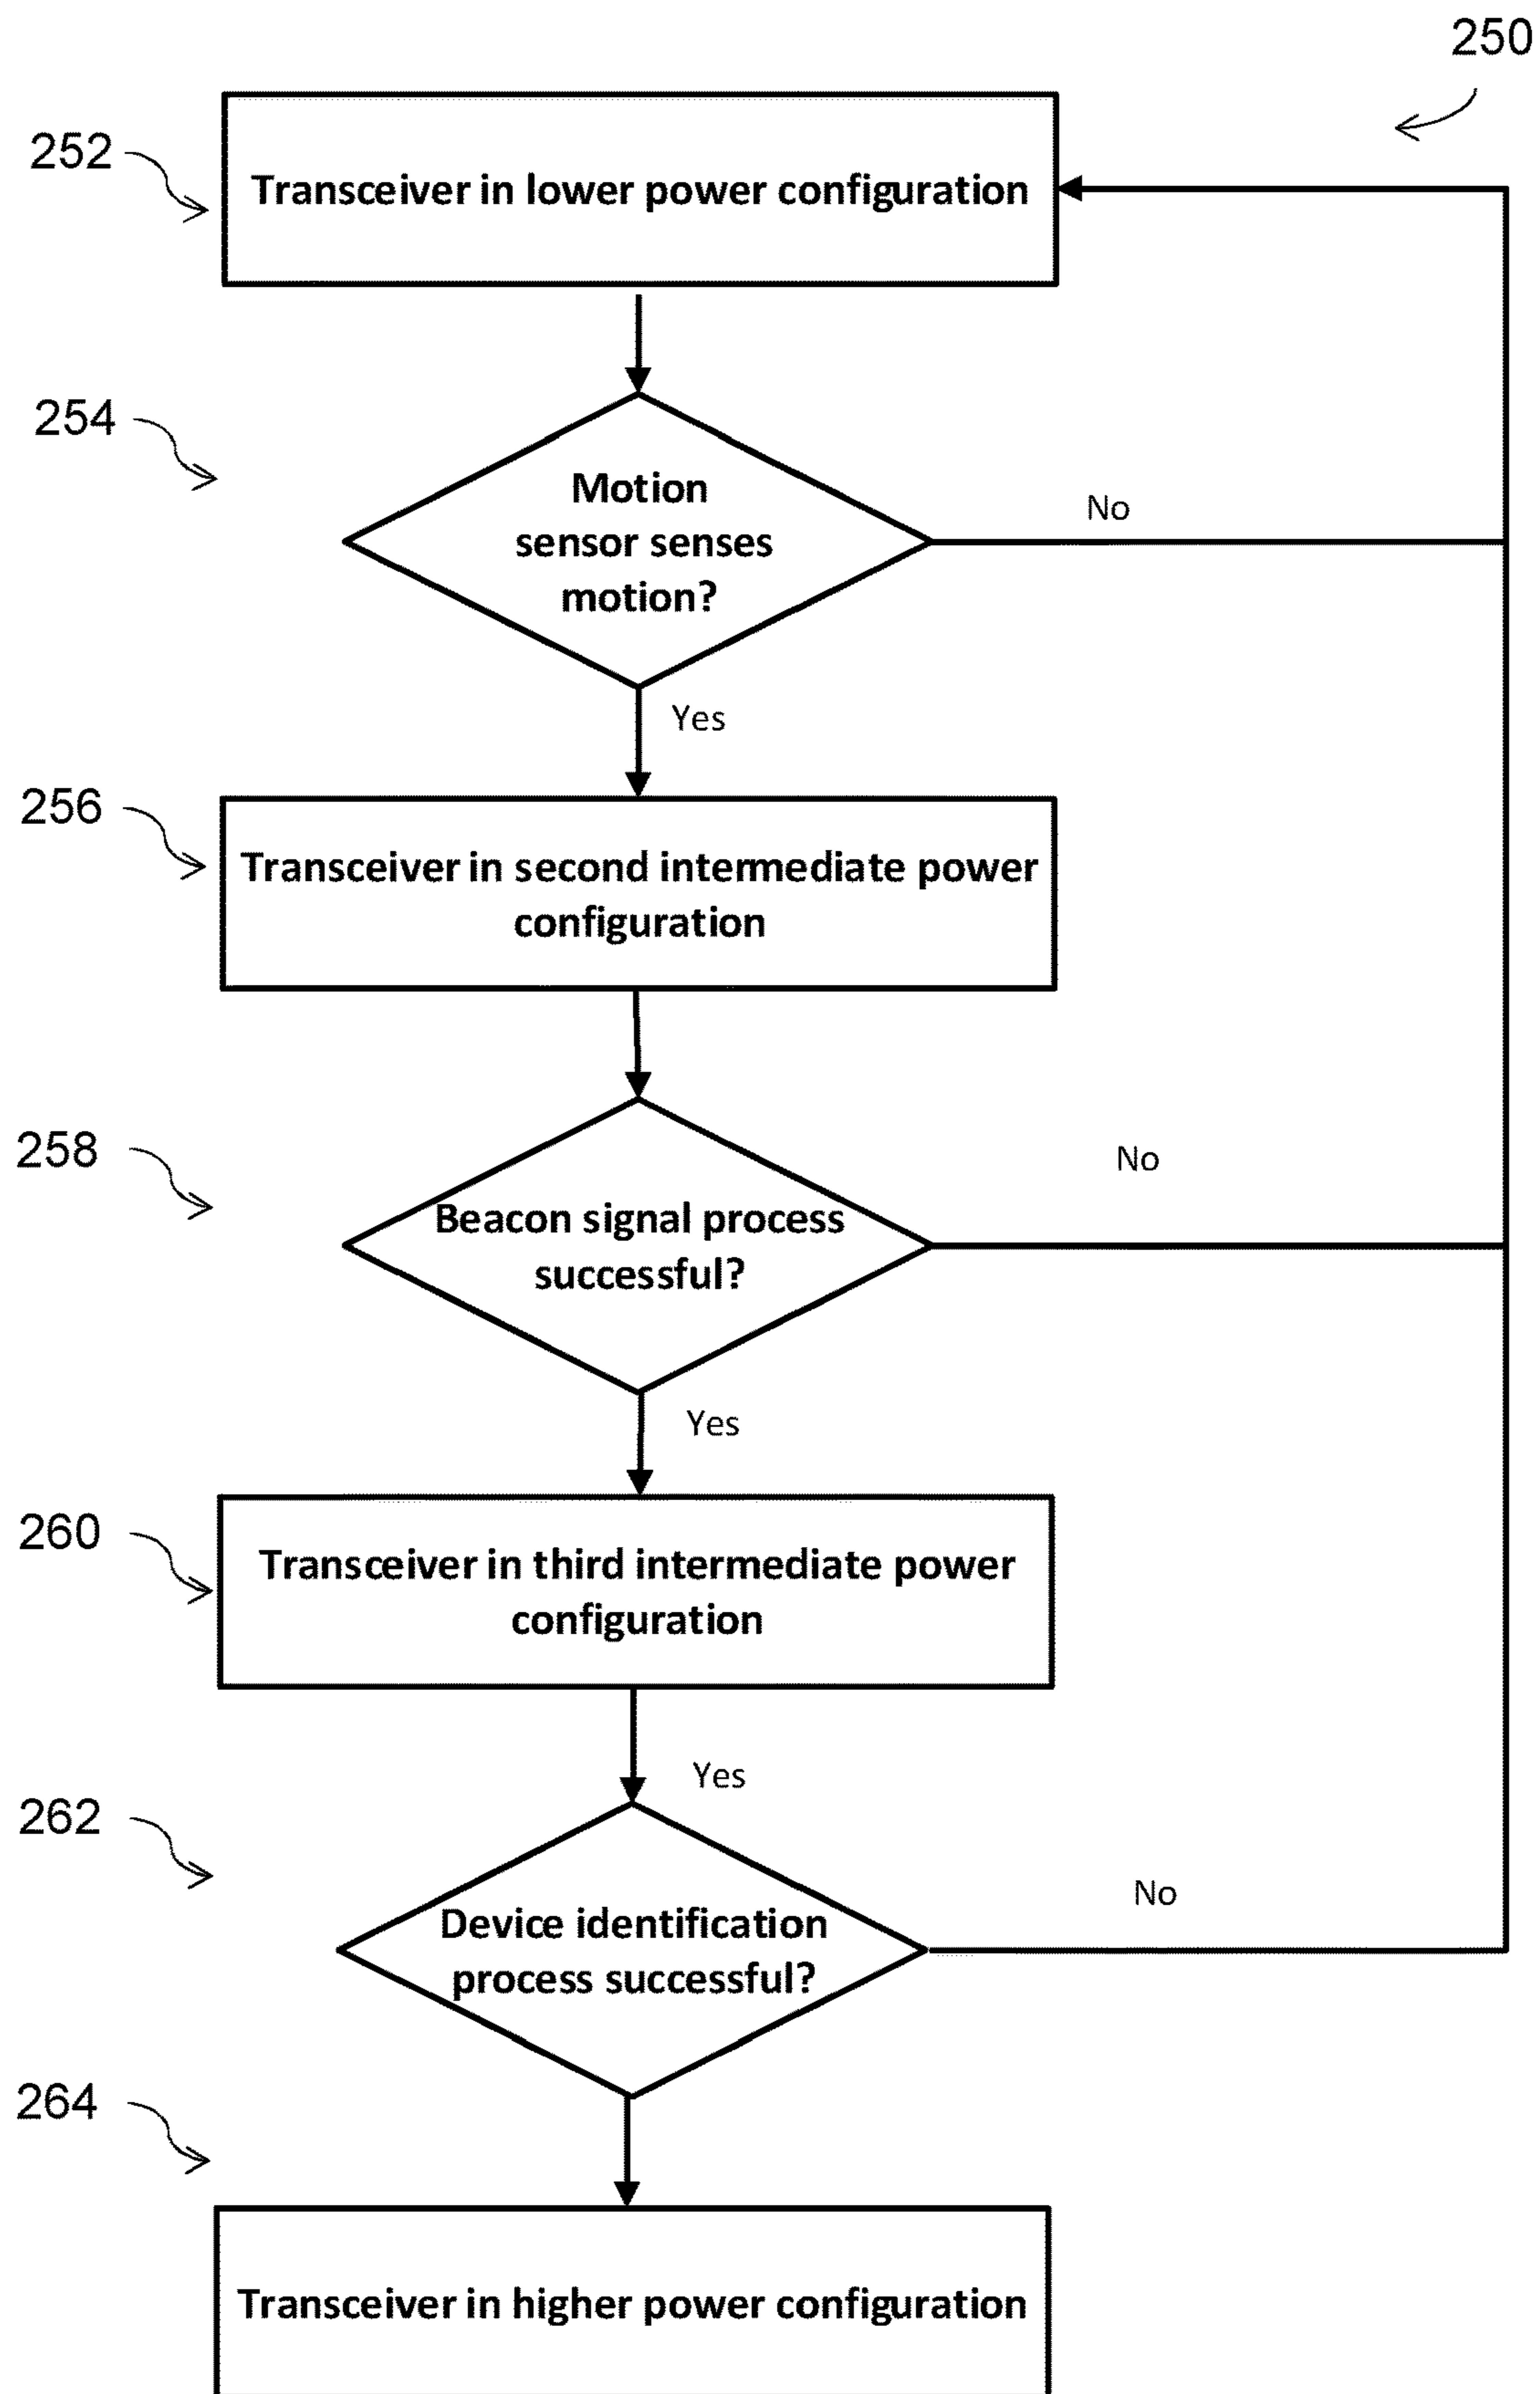 250
252
Transceiver in lower power configuration
254
Motion
sensor senses
motion?
No
Yes
256
Transceiver in second intermediate power
configuration
258
Beacon signal process
successful?
No
Yes
260
Transceiver in third intermediate power
configuration
Yes
262
Device identification
process successful?
No
264
Transceiver in higher power configuration